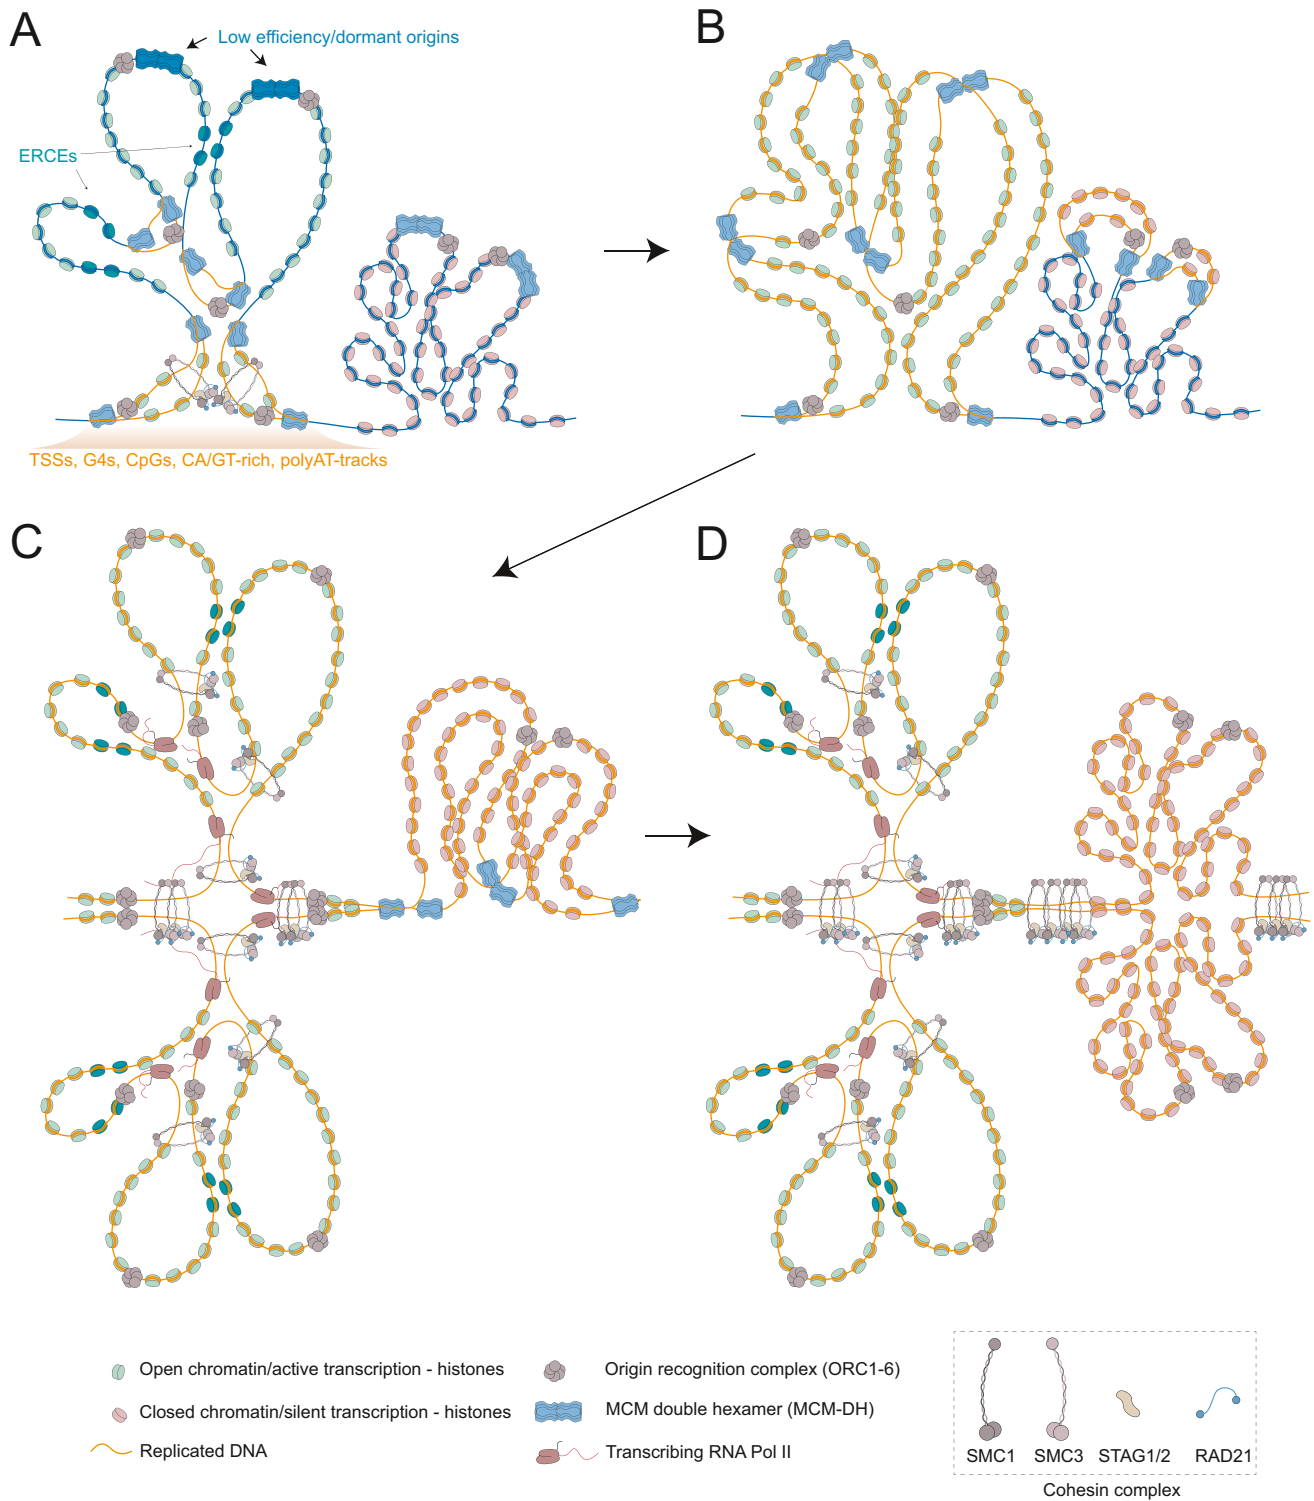 A
Low efficiency/dormant origins
ERCEs
TSSs, G4s, CpGs, CA/GT-rich, polyAT-tracks
B
C
D
Open chromatin/active transcription - histones
Closed chromatin/silent transcription - histones
Replicated DNA
Origin recognition complex (ORC1-6)
MCM double hexamer (MCM-DH)
Transcribing RNA Pol II
SMC1
SMC3
STAG1/2
RAD21
Cohesin complex